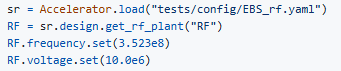 sr = Accelerator.load("tests/config/EBS_rf.yaml")
RF = sr.design.get_rf_plant("RF")
RF.frequency.set(3.523e8)
RF.voltage.set(10.0e6)